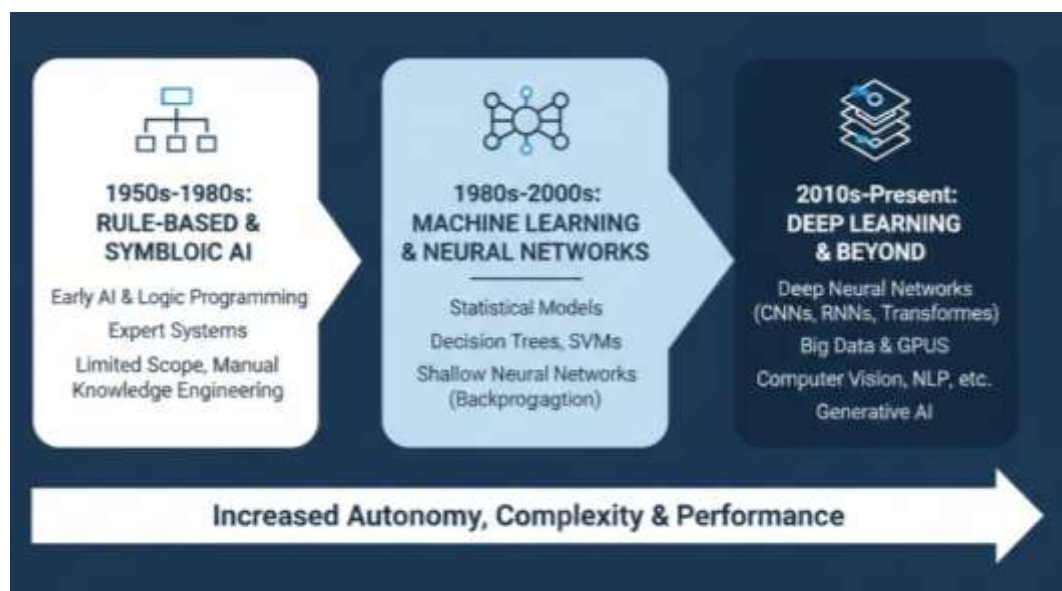 1950s-1980s:
RULE-BASED &
SYMBLOIC AI
Early AI & Logic Programming
Expert Systems
Limited Scope, Manual
Knowledge Engineering
1980s-2000s:
MACHINE LEARNING
& NEURAL NETWORKS
Statistical Models
Decision Trees, SVMs
Shallow Neural Networks
(Backprogagtion)
2010s-Present:
DEEP LEARNING
& BEYOND
Deep Neural Networks
(CNNs, RNNs, Transformes)
Big Data & GPUS
Computer Vision, NLP, etc.
Generative AI
Increased Autonomy, Complexity & Performance